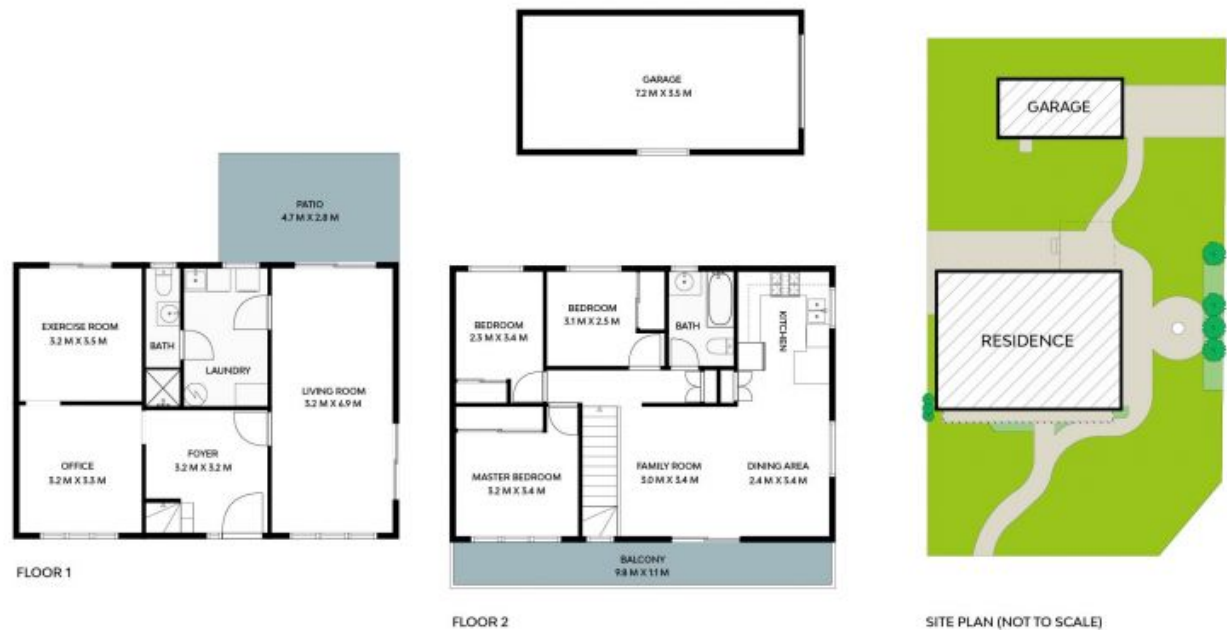 GARAGE
7.2 M X 3.5 M
PATIO
4.7 M X 2.8 M
EXERCISE ROOM
3.2 M X 3.5 M
BATH
LAUNDRY
LIVING ROOM
3.2 M X 6.9 M
OFFICE
3.2 M X 3.3 M
FOYER
3.2 M X 3.2 M
FLOOR 1
BEDROOM
2.3 M X 3.4 M
BEDROOM
3.1 M X 2.5 M
BATH
KITCHEN
MASTER BEDROOM
3.2 M X 3.4 M
FAMILY ROOM
3.0 M X 3.4 M
DINING AREA
2.4 M X 3.4 M
BALCONY
9.8 M X 1.1 M
FLOOR 2
GARAGE
RESIDENCE
SITE PLAN (NOT TO SCALE)